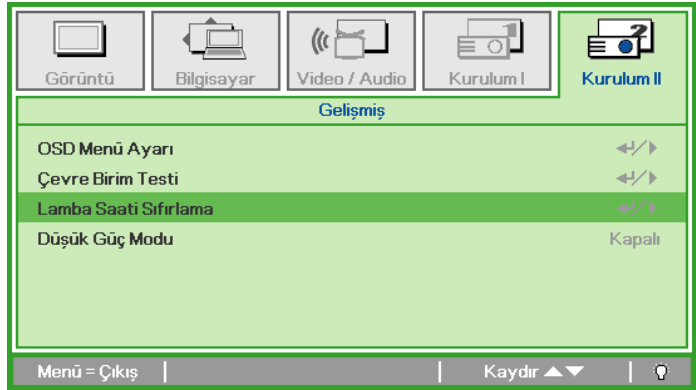 Görüntü
Bilgisayar
Video / Audio
Kurulum I
Kurulum II
Gelişmiş
OSD Menü Ayarı
Çevre Birim Testi
Lamba Saati Sıfırlama
Düşük Güç Modu Kapalı
Menü = Çıkış Kaydır